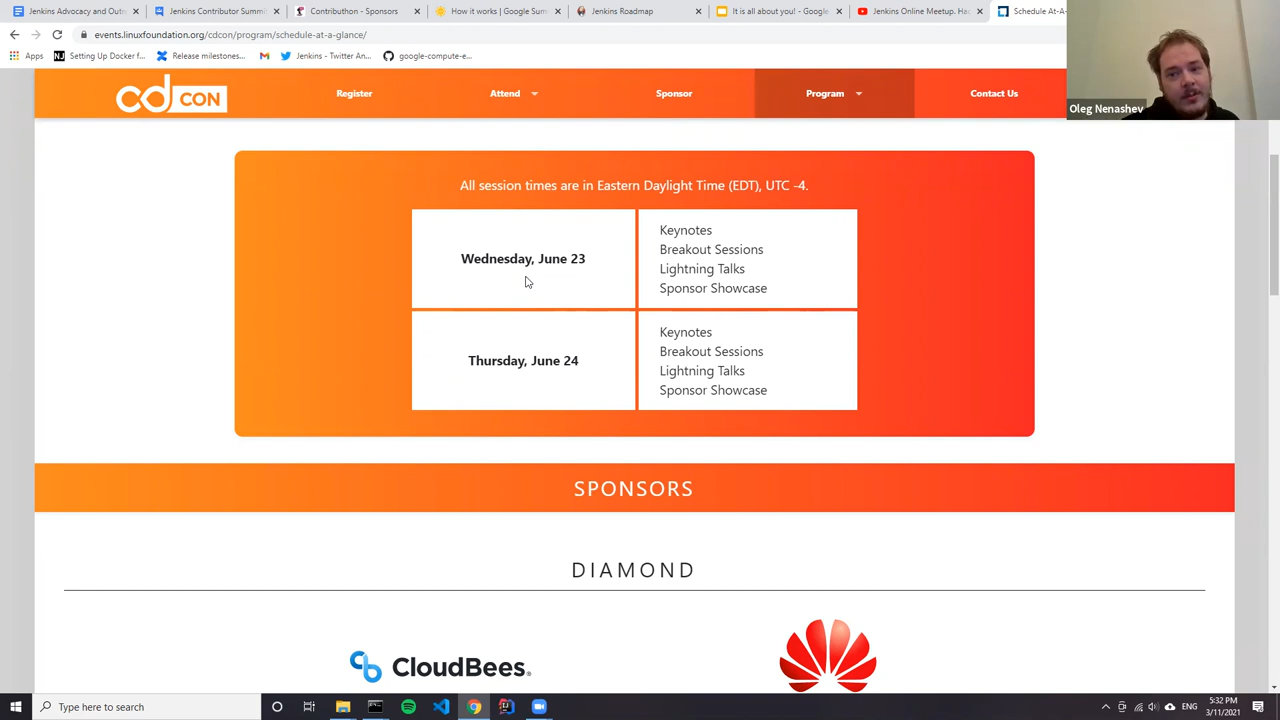 Jenkins Advocacy and Outr
Jenkins Contributor Summit
Contribution - Sponsors
How it works | Google Sum
Jenkins Roadmap
It is all about you! - Google
Jenkins Online Meetup. Hac
Schedule At-A-
events.linuxfoundation.org/cdcon/program/schedule-at-a-glance/
Apps
Setting Up Docker f...
Release milestones...
Jenkins - Twitter An...
google-compute-e...
cd CON
Register
Attend
Sponsor
Program
Contact Us
Oleg Nenashev
All session times are in Eastern Daylight Time (EDT), UTC -4.
Wednesday, June 23
Keynotes
Breakout Sessions
Lightning Talks
Sponsor Showcase
Thursday, June 24
Keynotes
Breakout Sessions
Lightning Talks
Sponsor Showcase
SPONSORS
DIAMOND
CloudBees®
Type here to search
5:32 PM
3/11/2021